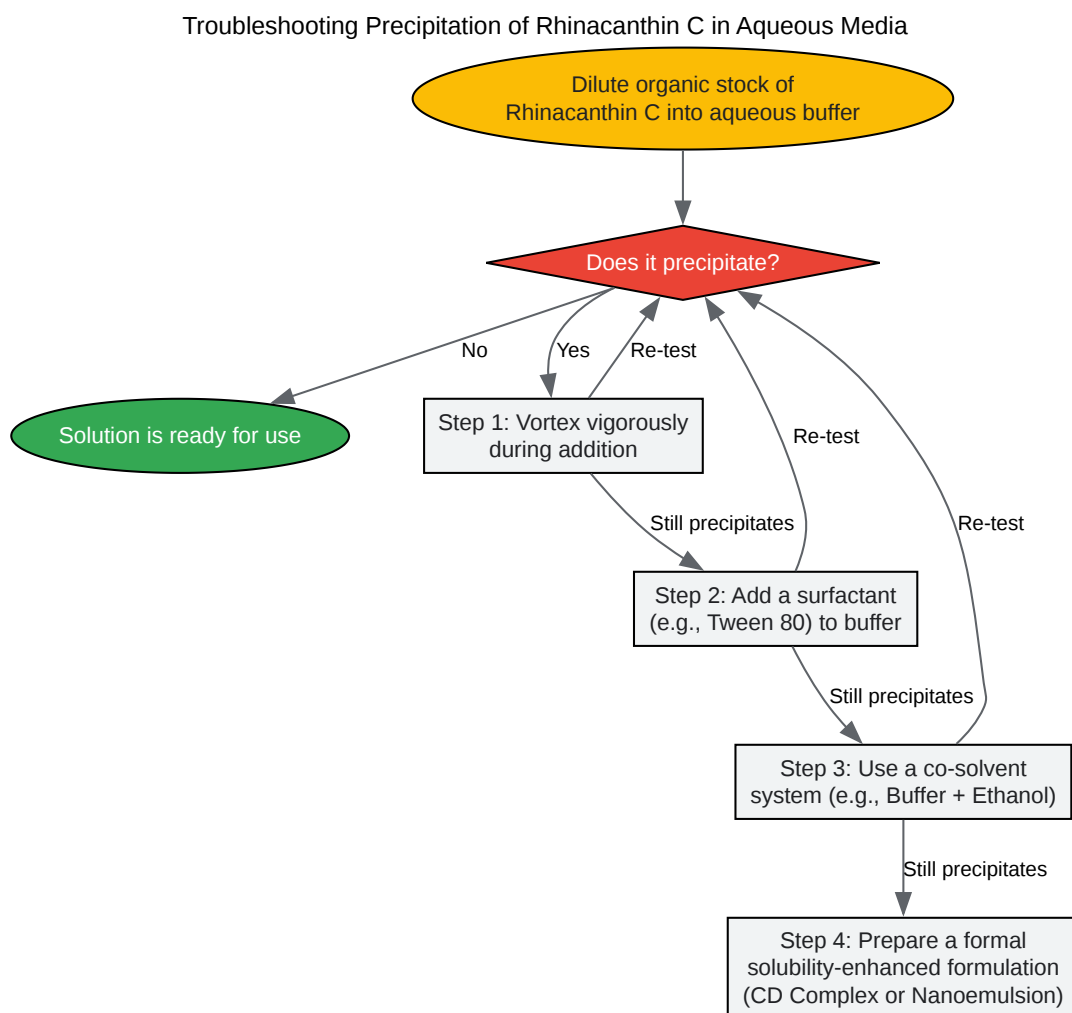 Troubleshooting Precipitation of Rhinacanthin C in Aqueous Media
Dilute organic stock of
Rhinacanthin C into aqueous buffer
Does it precipitate?
No
Yes
Re-test
Solution is ready for use
Step 1: Vortex vigorously
during addition
Re-test
Still precipitates
Re-test
Step 2: Add a surfactant
(e.g., Tween 80) to buffer
Still precipitates
Step 3: Use a co-solvent
system (e.g., Buffer + Ethanol)
Still precipitates
Step 4: Prepare a formal
solubility-enhanced formulation
(CD Complex or Nanoemulsion)